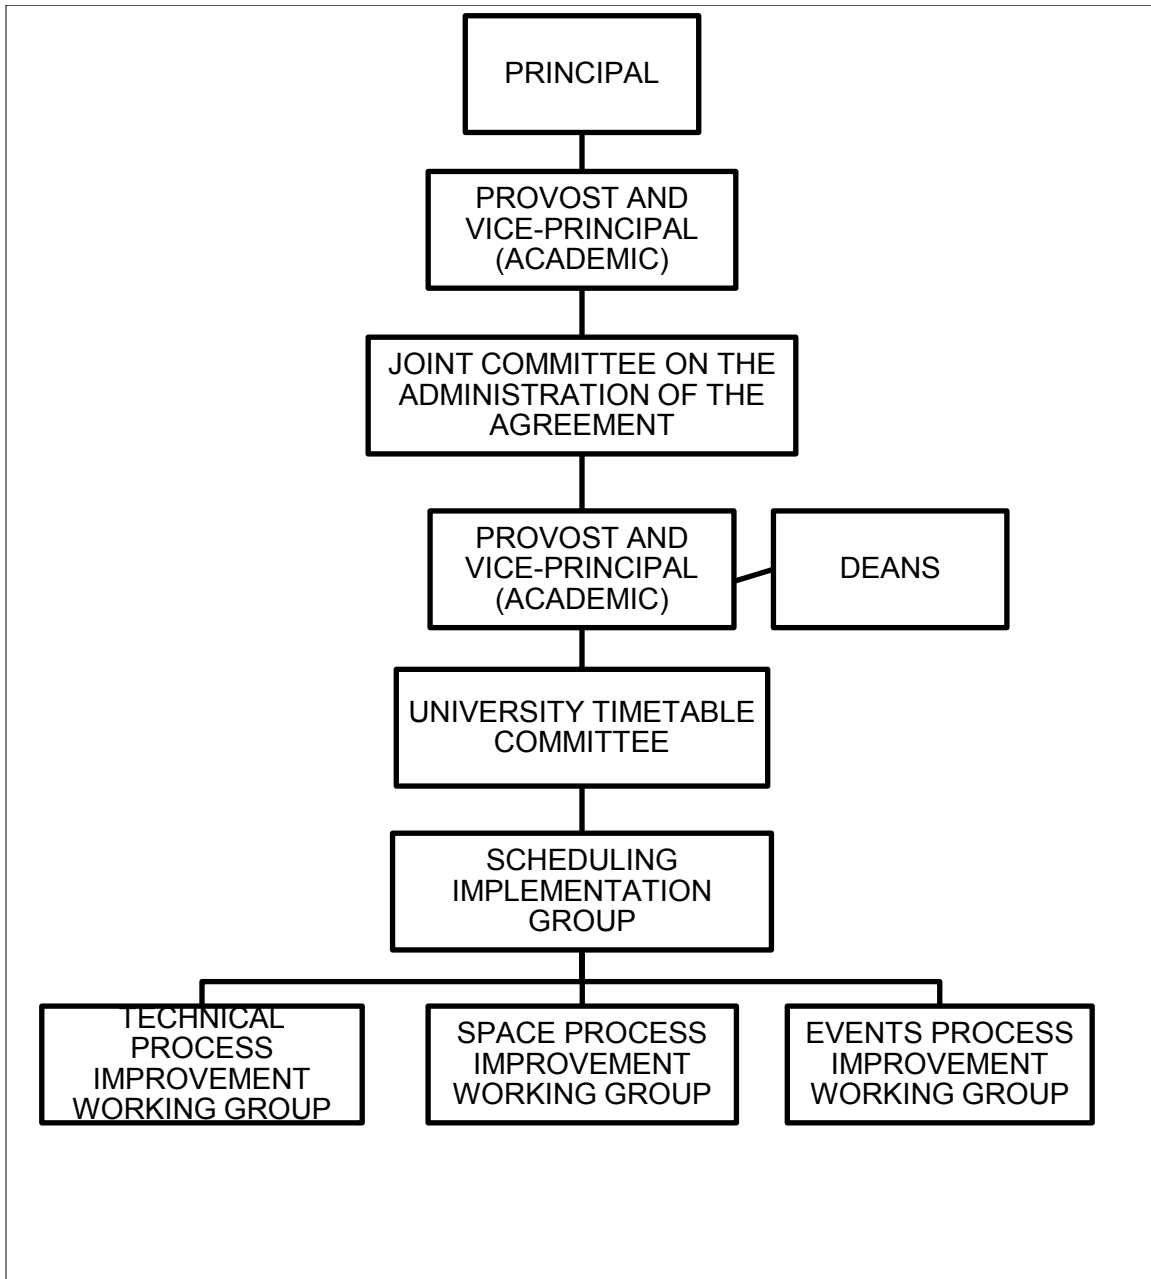 PRINCIPAL
PROVOST AND
VICE-PRINCIPAL
(ACADEMIC)
JOINT COMMITTEE ON THE
ADMINISTRATION OF THE
AGREEMENT
PROVOST AND
VICE-PRINCIPAL
(ACADEMIC)
DEANS
UNIVERSITY TIMETABLE
COMMITTEE
SCHEDULING
IMPLEMENTATION
GROUP
TECHNICAL
PROCESS
IMPROVEMENT
WORKING GROUP
SPACE PROCESS
IMPROVEMENT
WORKING GROUP
EVENTS PROCESS
IMPROVEMENT
WORKING GROUP